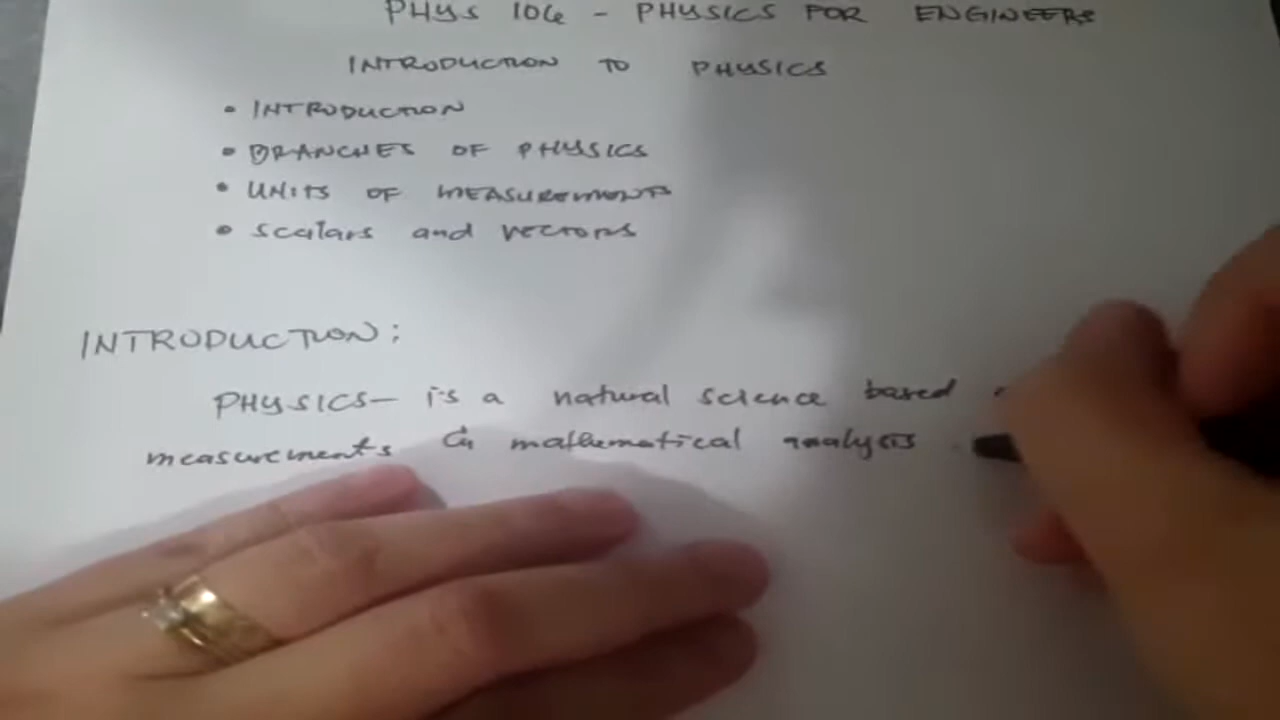 PHYS 106 - PHYSICS FOR ENGINEERS
INTRODUCTION TO PHYSICS
• INTRODUCTION
• BRANCHES OF PHYSICS
• UNITS OF MEASUREMENTS
• Scalars and vectors
INTRODUCTION:
PHYSICS - is a natural science based
measurements & mathematical analysis